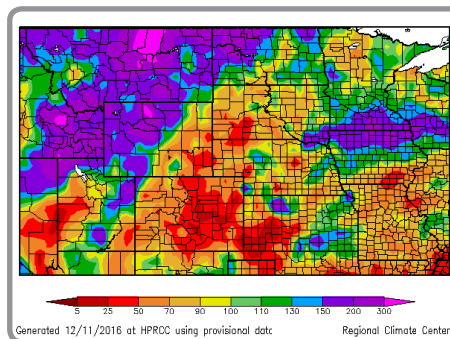 5 25 50 70 90 100 110 130 150 200 300
Generated 12/11/2016 at HPRCC using provisional data Regional Climate Center